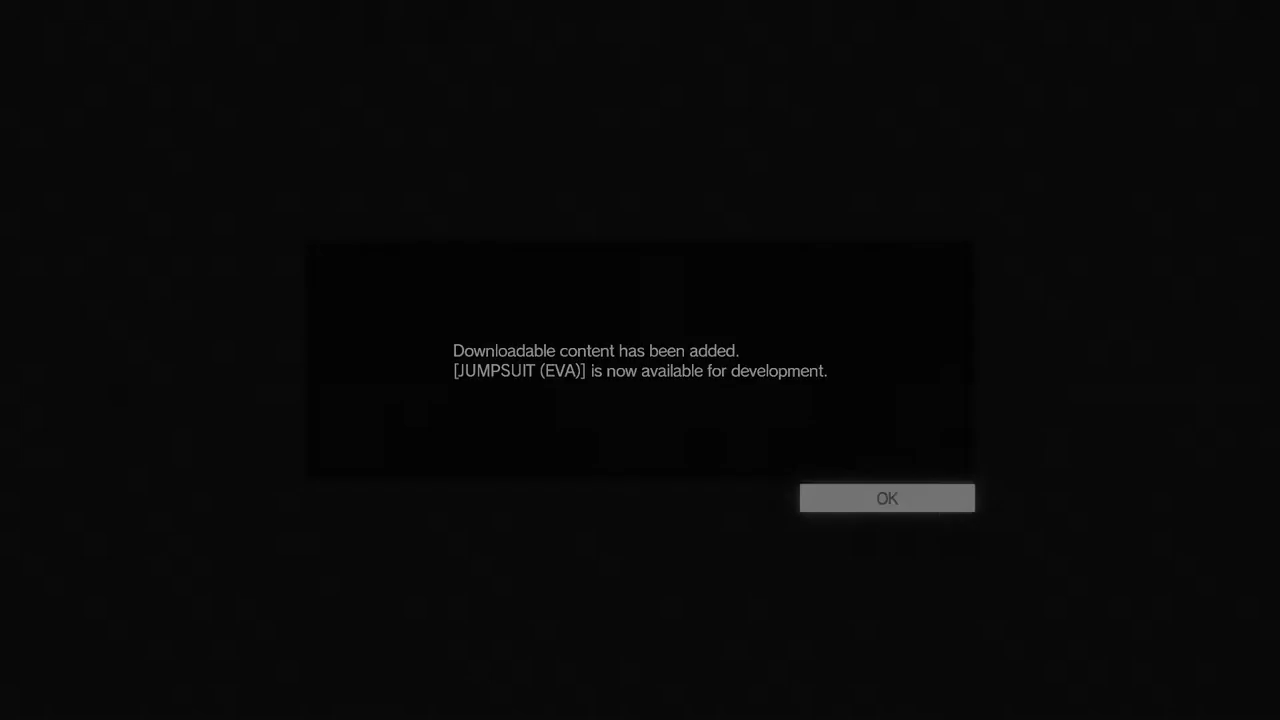 Downloadable content has been added.
[JUMPSUIT (EVA)] is now available for development.
OK